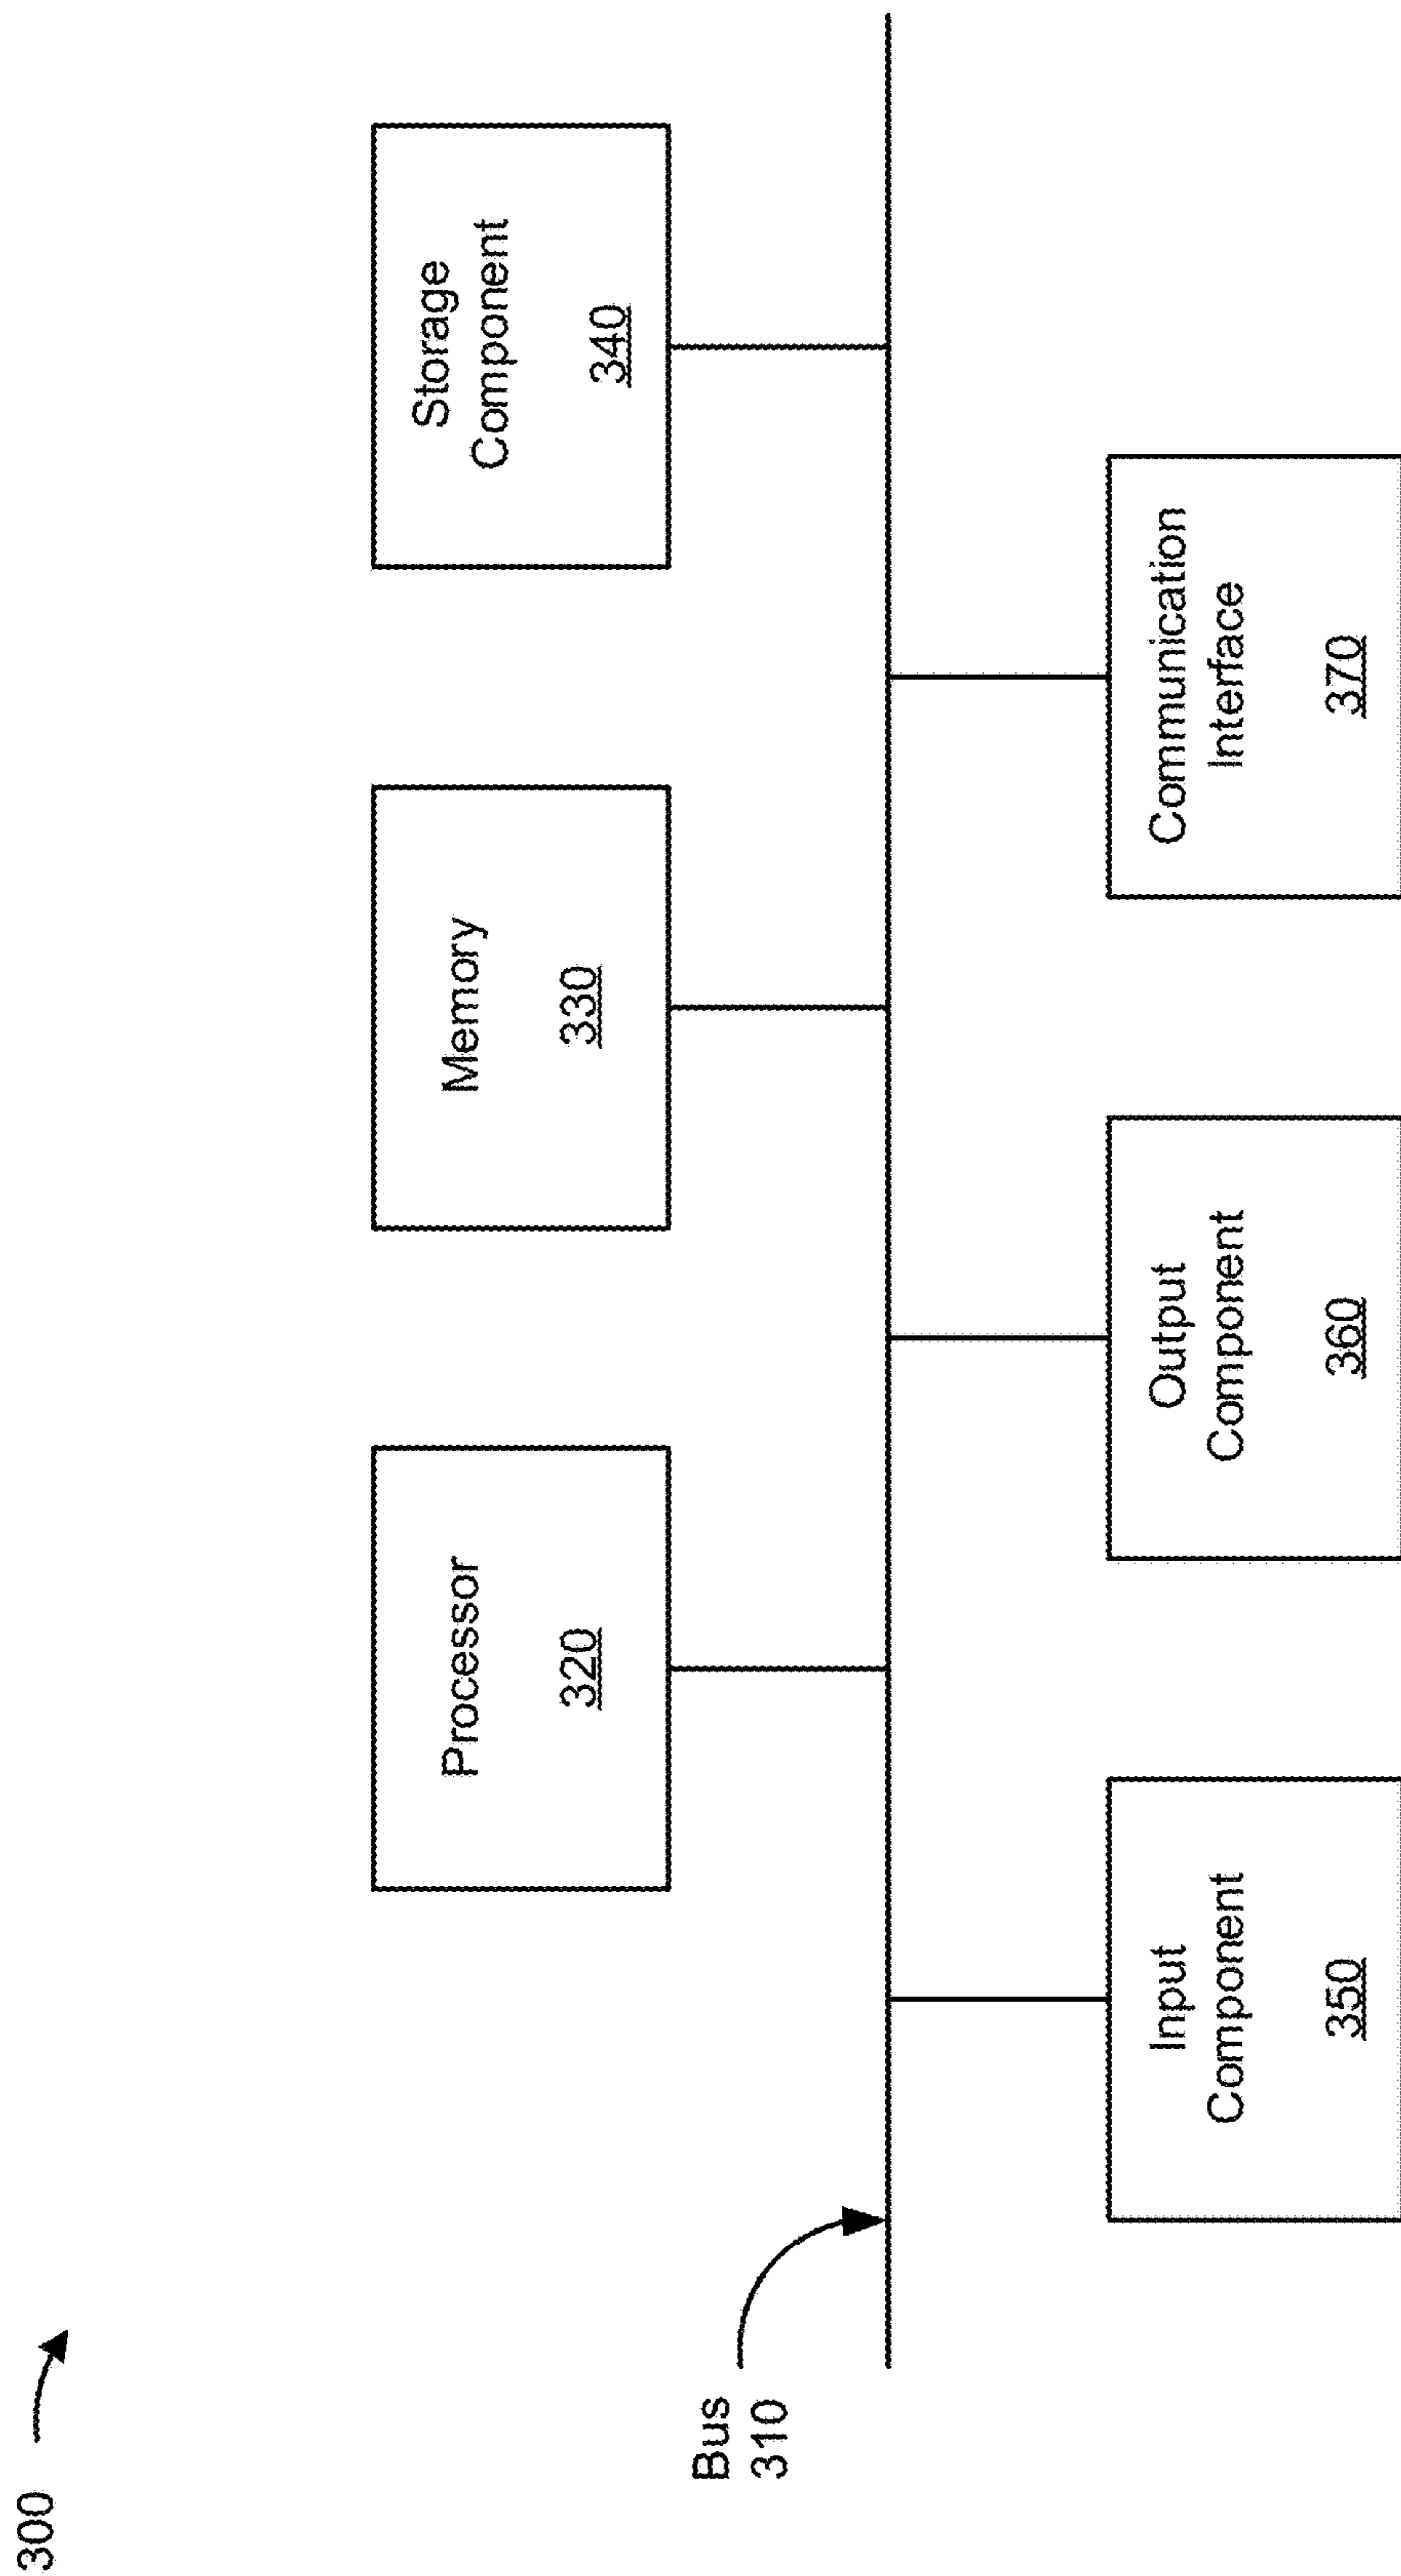 300
Processor
320
Memory
330
Storage
Component
340
Bus
310
Input
Component
350
Output
Component
360
Communication
Interface
370